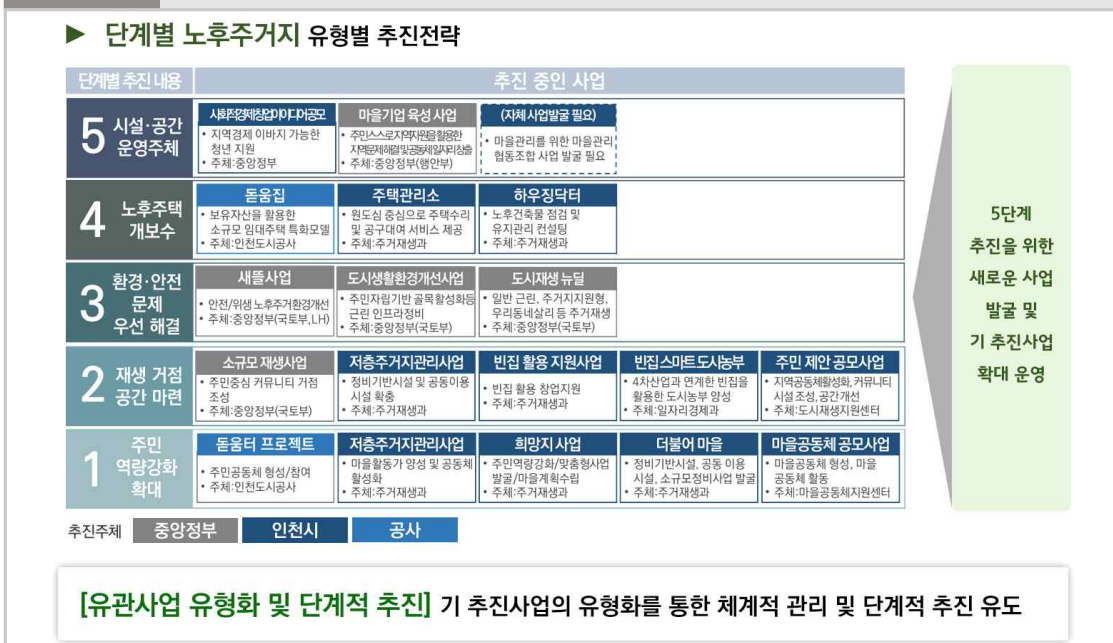 ▶ 단계별 노후주거지 유형별 추진전략
단계별 추진 내용
추진 중인 사업
5 시설·공간
운영주체
사회적경제창업아이디어공모
• 지역경제 이바지 가능한
청년 지원
• 주체:중앙정부
마을기업 육성 사업
• 주민스스로지역자원을활용한
지역문제해결및공동체일자리창출
• 주체:중앙정부(행안부)
(자체사업발굴 필요)
• 마을관리를 위한 마을관리
협동조합 사업 발굴 필요
4 노후주택
개보수
돋움집
• 보유자산을 활용한
소규모 임대주택 특화모델
• 주체:인천도시공사
주택관리소
• 원도심 중심으로 주택수리
및 공구대여 서비스 제공
• 주체:주거재생과
하우징닥터
• 노후건축물 점검 및
유지관리 컨설팅
• 주체:주거재생과
3 환경·안전
문제
우선 해결
새뜰사업
• 안전/위생 노후주거환경개선
• 주체:중앙정부(국토부,LH)
도시생활환경개선사업
• 주민자립기반 골목활성화등
근린 인프라정비
• 주체:중앙정부(국토부)
도시재생 뉴딜
• 일반 근린, 주거지지원형,
우리동네살리 등 주거재생
• 주체:중앙정부(국토부)
2 재생 거점
공간 마련
소규모 재생사업
• 주민중심 커뮤니티 거점
조성
• 주체:중앙정부(국토부)
저층주거지관리사업
• 정비기반시설 및 공동이용
시설 확충
• 주체:주거재생과
빈집 활용 지원사업
• 빈집 활용 창업지원
• 주체:주거재생과
빈집스마트도시농부
• 4차산업과 연계한 빈집을
활용한 도시농부 양성
• 주체:일자리경제과
주민 제안 공모사업
• 지역공동체활성화, 커뮤니티
시설조성, 공간개선
• 주체:도시재생지원센터
1 주민
역량강화
확대
돋움터 프로젝트
• 주민공동체 형성/참여
• 주체:인천도시공사
저층주거지관리사업
• 마을활동가 양성 및 공동체
활성화
• 주체:주거재생과
희망지사업
• 주민역량강화/맞춤형사업
발굴/마을계획수립
• 주체:주거재생과
더불어 마을
• 정비기반시설, 공동 이용
시설, 소규모정비사업 발굴
• 주체:주거재생과
마을공동체공모사업
• 마을공동체 형성, 마을
공동체 활동
• 주체:마을공동체지원센터
5단계
추진을 위한
새로운 사업
발굴 및
기 추진사업
확대 운영
추진주체 중앙정부 인천시 공사
[유관사업 유형화 및 단계적 추진] 기 추진사업의 유형화를 통한 체계적 관리 및 단계적 추진 유도